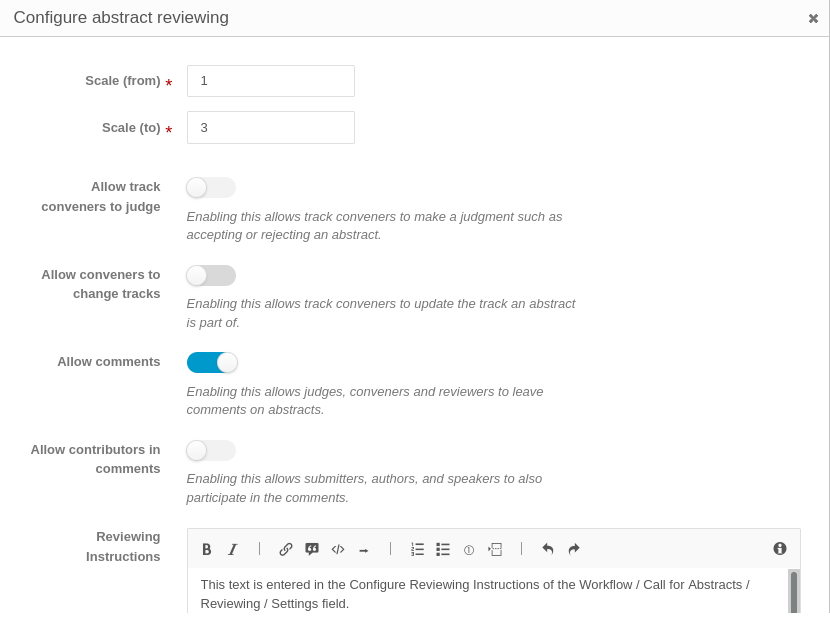 Configure abstract reviewing
Scale (from) *
1
Scale (to) *
3
Allow track
conveners to judge
Enabling this allows track conveners to make a judgment such as
accepting or rejecting an abstract.
Allow conveners to
change tracks
Enabling this allows track conveners to update the track an abstract
is part of.
Allow comments
Enabling this allows judges, conveners and reviewers to leave
comments on abstracts.
Allow contributors in
comments
Enabling this allows submitters, authors, and speakers to also
participate in the comments.
Reviewing
Instructions
This text is entered in the Configure Reviewing Instructions of the Workflow / Call for Abstracts /
Reviewing / Settings field.